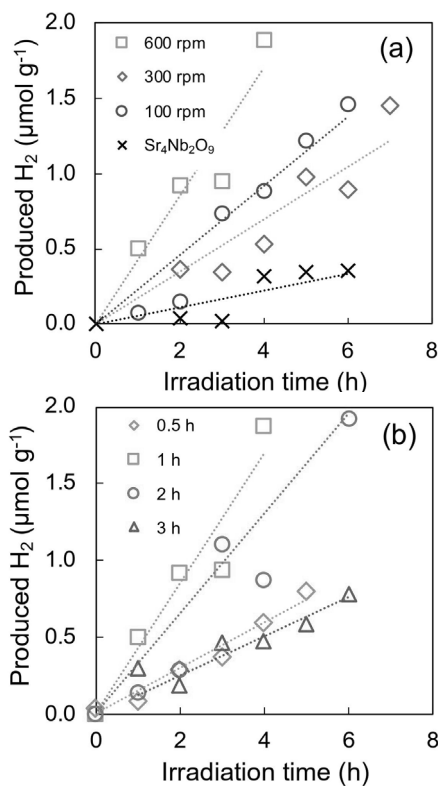 (a)
600 rpm
300 rpm
100 rpm
Sr₄Nb₂O₉
Produced H₂ (μmol g⁻¹)
2.0
1.5
1.0
0.5
0.0
0 2 4 6 8
Irradiation time (h)
(b)
0.5 h
1 h
2 h
3 h
Produced H₂ (μmol g⁻¹)
2.0
1.5
1.0
0.5
0.0
0 2 4 6 8
Irradiation time (h)